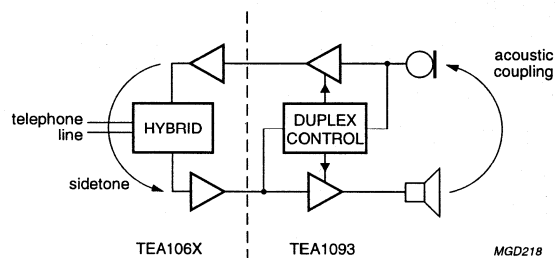 acoustic
coupling
telephone
line
HYBRID
DUPLEX
CONTROL
sidetone
TEA106X
TEA1093
MGD218